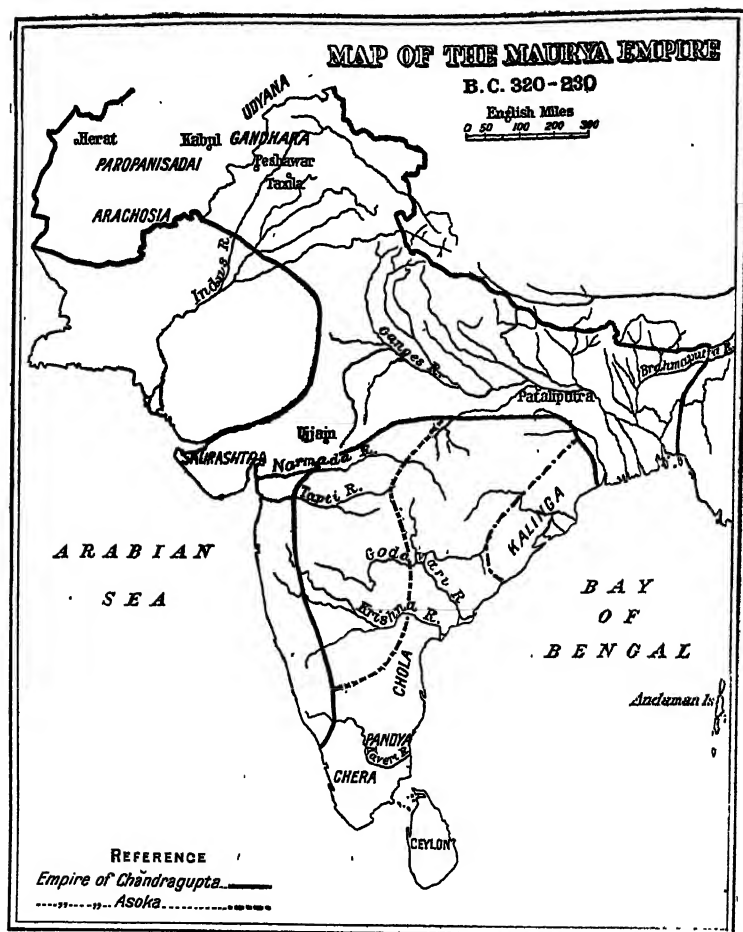 MAP OF THE MAURYA EMPIRE
B.C. 320-230
English Miles
0 50 100 200 300
UDYANA
Herat
Kabul
GANDHARA
PAROPANISADAI
Peshawar
Taxila
ARACHOSIA
Indus R.
Ganges R.
Brahmaputra R.
Pataliputra
Ujain
SAURASHTRA
Narmada R.
Tapti R.
KALINGA
ARABIAN
SEA
Godavari R.
BAY
OF
BENGAL
Krishna R.
CHOLA
Andaman Is
PANDYA
Kaveri R.
CHERA
CEYLON
REFERENCE
Empire of Chandragupta
" " Asoka